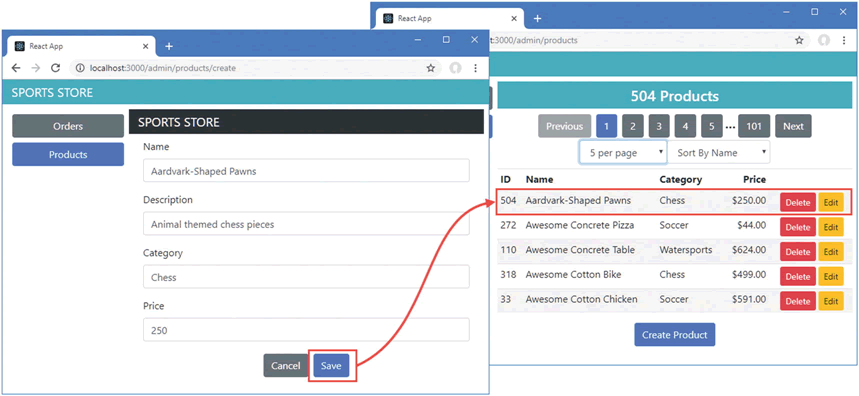 React App
localhost:3000/admin/products/create
SPORTS STORE
Orders
Products
SPORTS STORE
Name
Aardvark-Shaped Pawns
Description
Animal themed chess pieces
Category
Chess
Price
250
Cancel Save
React App
:3000/admin/products
504 Products
Previous 1 2 3 4 5 ... 101 Next
5 per page Sort By Name
ID Name Category Price
504 Aardvark-Shaped Pawns Chess $250.00 Delete Edit
272 Awesome Concrete Pizza Soccer $44.00 Delete Edit
110 Awesome Concrete Table Watersports $624.00 Delete Edit
318 Awesome Cotton Bike Chess $499.00 Delete Edit
33 Awesome Cotton Chicken Soccer $591.00 Delete Edit
Create Product